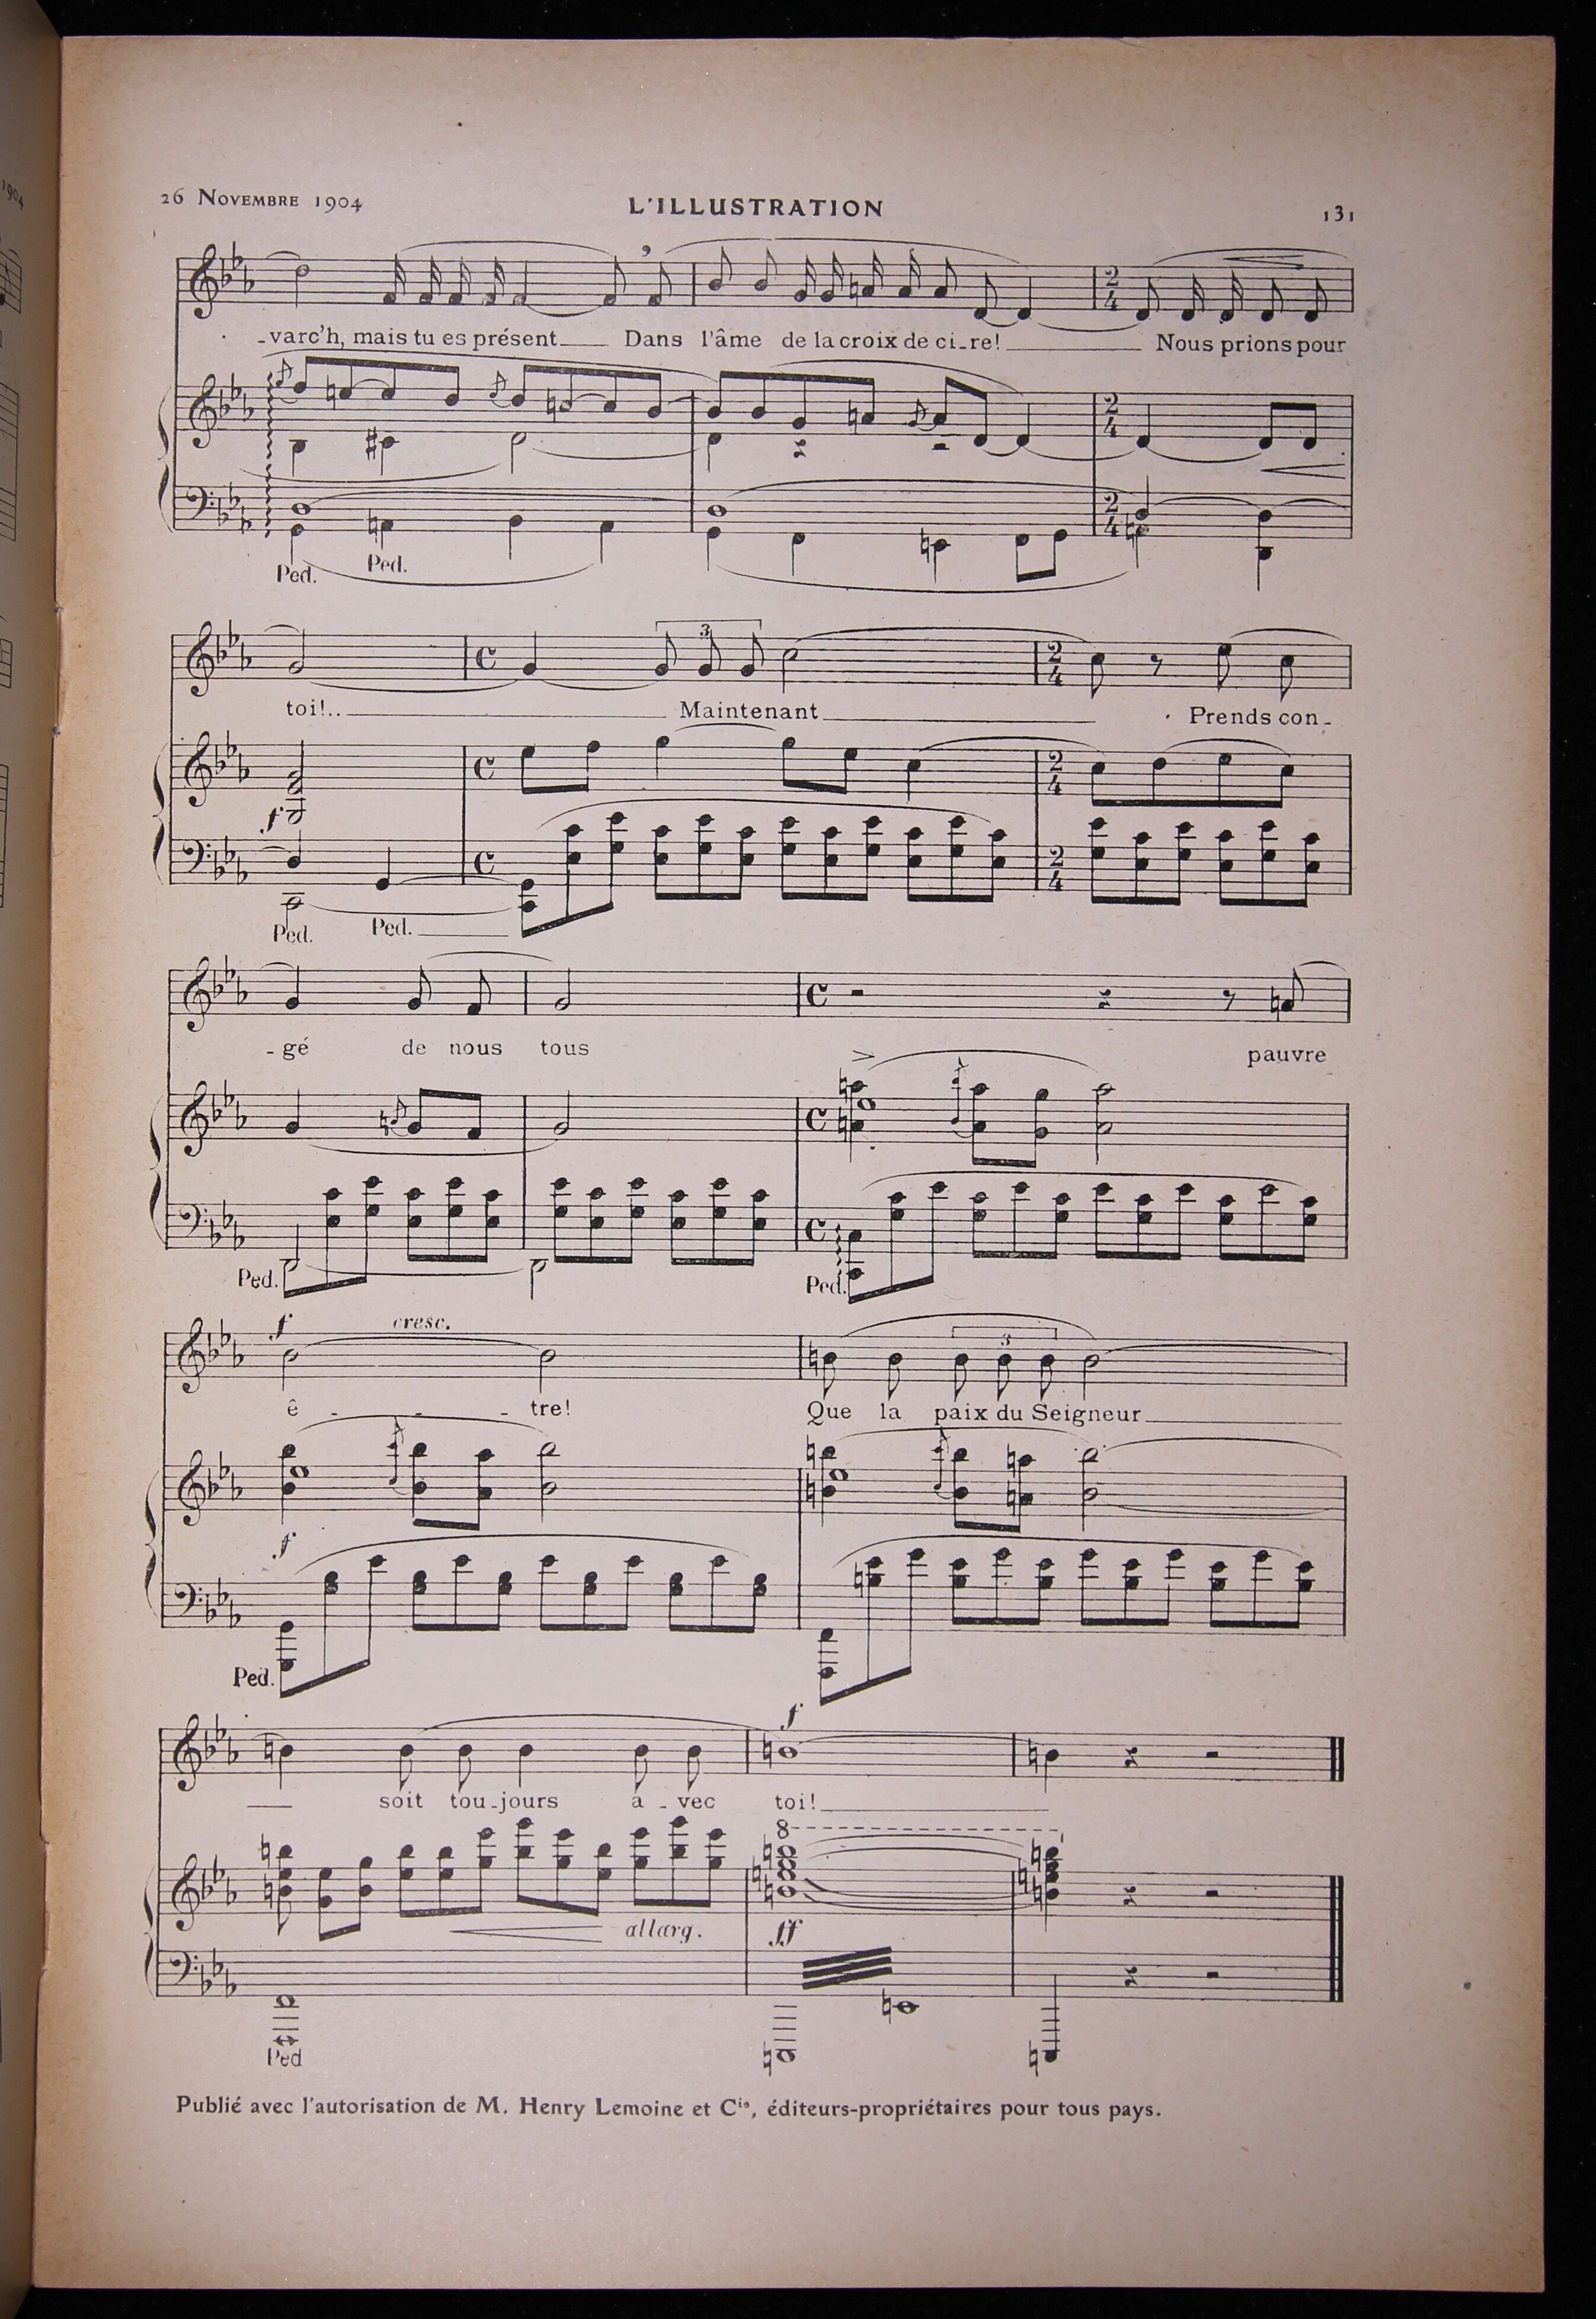 26 NOVEMBRE 1904 L'ILLUSTRATION 131
-varc'h, mais tu es présent Dans l'âme de la croix de ci-re! Nous prions pour
Ped. Ped.
toi!.. Maintenant Prends con-
f
Ped. Ped.
3
-gé de nous tous pauvre
Ped. Ped.
f cresc.
3
ê - - - tre! Que la paix du Seigneur
f
Ped.
f
soit tou-jours a-vec toi!
8
allarg. ff
Ped
Publié avec l'autorisation de M. Henry Lemoine et Cie, éditeurs-propriétaires pour tous pays.